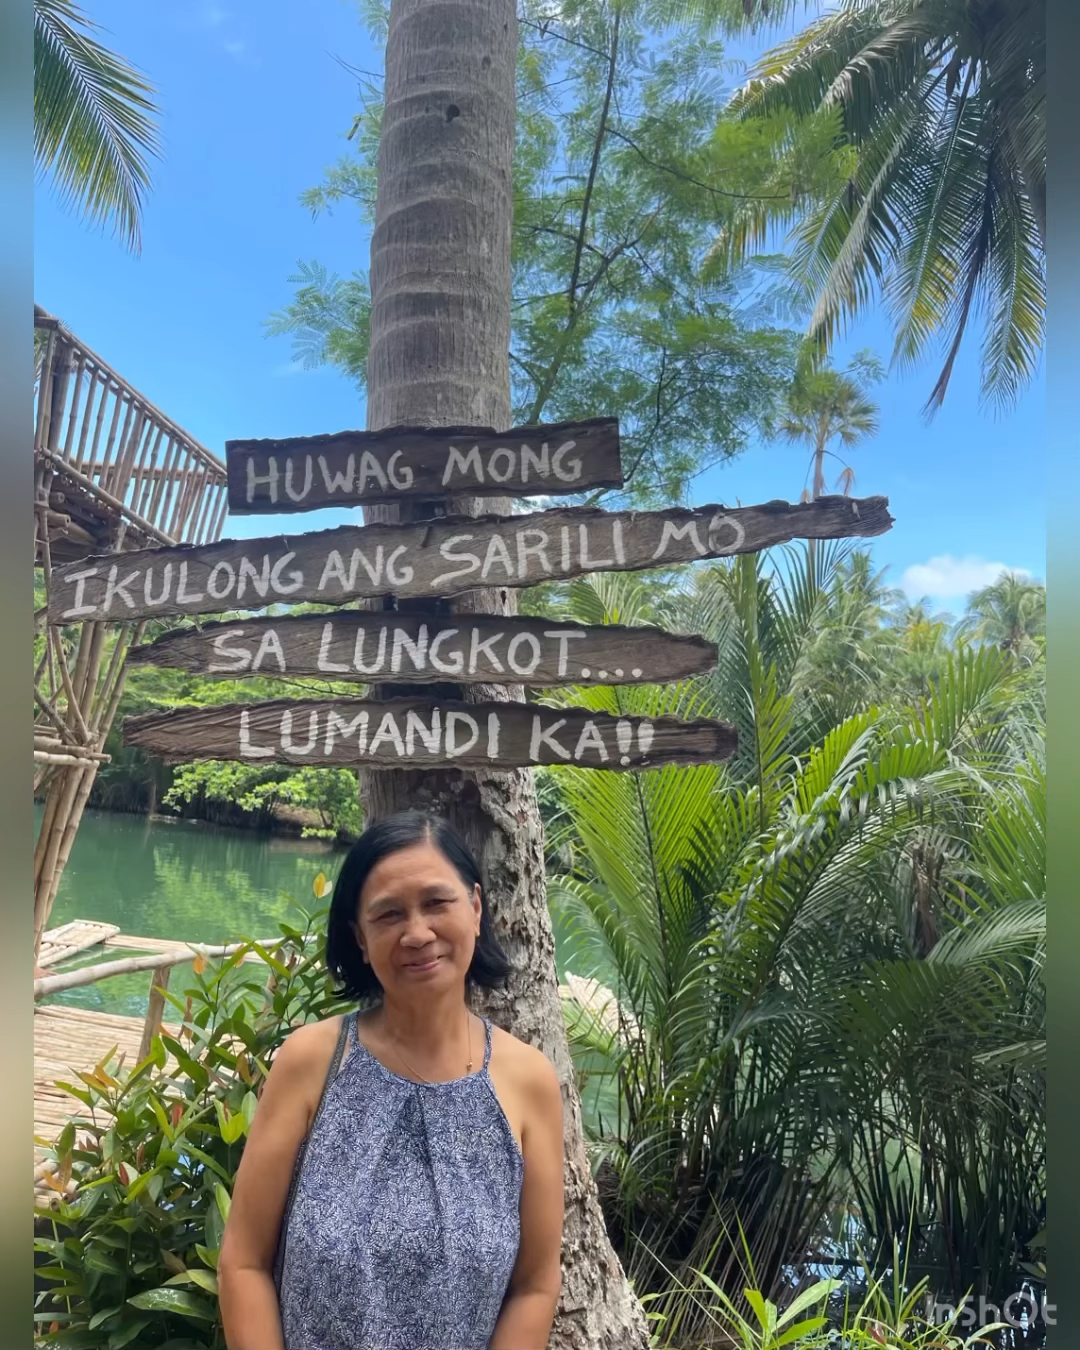 HUWAG MONG
IKULONG ANG SARILI MO
SA LUNGKOT....
LUMANDI KA!!
InShOt